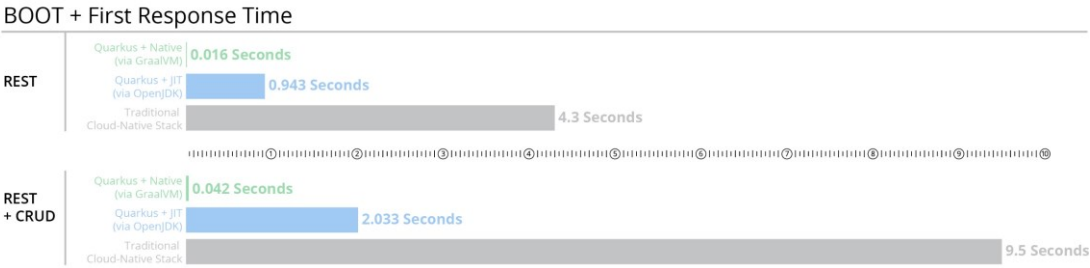 BOOT + First Response Time
REST
Quarkus + Native
(via GraalVM)
0.016 Seconds
Quarkus + JIT
(via OpenJDK)
0.943 Seconds
Traditional
Cloud-Native Stack
4.3 Seconds
1 2 3 4 5 6 7 8 9 10
REST
+ CRUD
Quarkus + Native
(via GraalVM)
0.042 Seconds
Quarkus + JIT
(via OpenJDK)
2.033 Seconds
Traditional
Cloud-Native Stack
9.5 Seconds